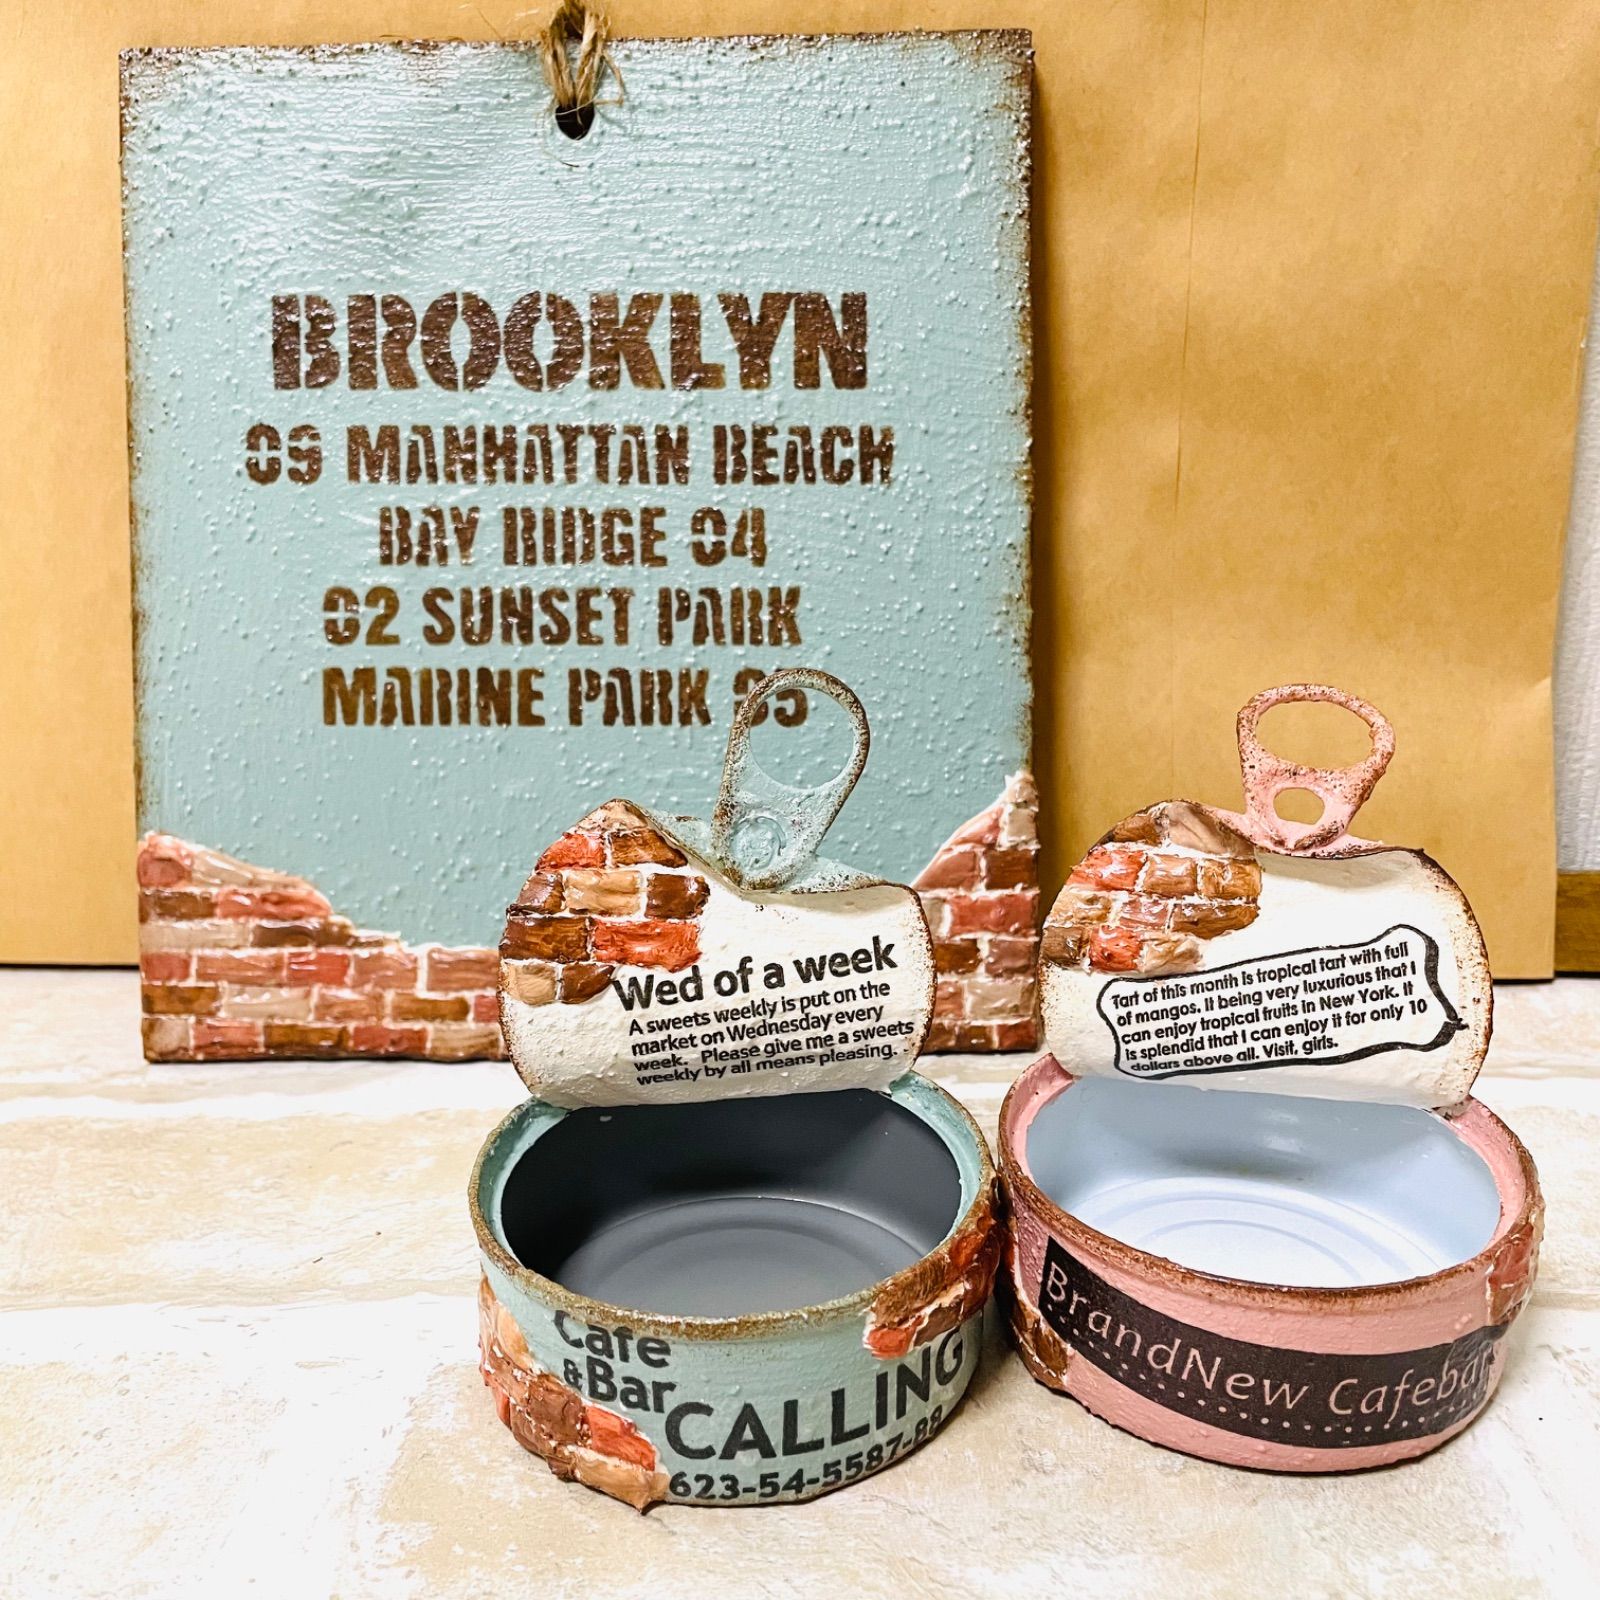 BROOKLYN
09 MANHATTAN BEACH
BAY RIDGE 04
02 SUNSET PARK
MARINE PARK 35
Wed of a week
A sweets weekly is put on the
market on Wednesday every
week. Please give me a sweets
weekly by all means pleasing.
Tart of this month is tropical tart with full
of mangos. It being very luxurious that I
can enjoy tropical fruits in New York. It
is splendid that I can enjoy it for only 10
dollars above all. Visit, girls.
Cafe
&Bar
CALLING
623-54-5587-88
BrandNew Cafebar